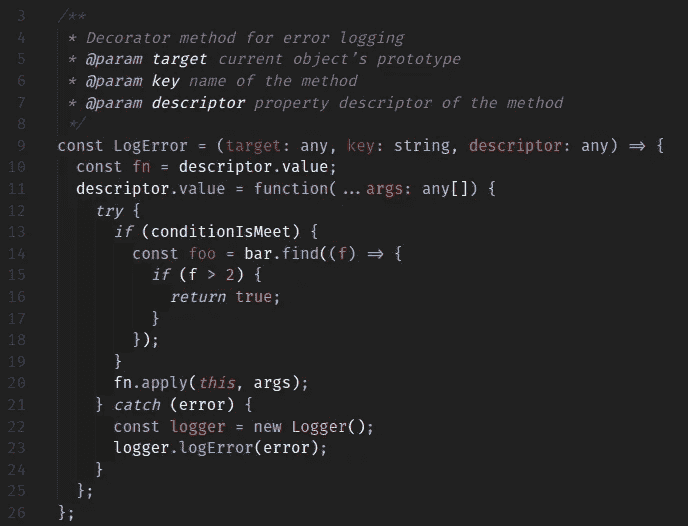 3 /**
4  * Decorator method for error logging
5  * @param target current object's prototype
6  * @param key name of the method
7  * @param descriptor property descriptor of the method
8  */
9 const LogError = (target: any, key: string, descriptor: any) => {
10   const fn = descriptor.value;
11   descriptor.value = function(...args: any[]) {
12     try {
13       if (conditionIsMeet) {
14         const foo = bar.find((f) => {
15           if (f > 2) {
16             return true;
17           }
18         });
19       }
20       fn.apply(this, args);
21     } catch (error) {
22       const logger = new Logger();
23       logger.logError(error);
24     }
25   };
26 };